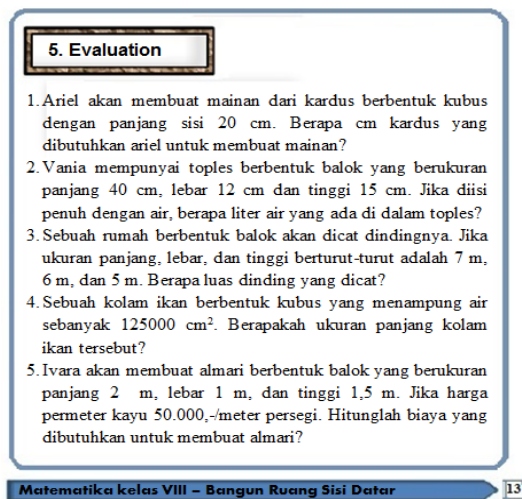 5. Evaluation
1. Ariel akan membuat mainan dari kardus berbentuk kubus
dengan panjang sisi 20 cm. Berapa cm kardus yang
dibutuhkan ariel untuk membuat mainan?
2. Vania mempunyai toples berbentuk balok yang berukuran
panjang 40 cm, lebar 12 cm dan tinggi 15 cm. Jika diisi
penuh dengan air, berapa liter air yang ada di dalam toples?
3. Sebuah rumah berbentuk balok akan dicat dindingnya. Jika
ukuran panjang, lebar, dan tinggi berturut-turut adalah 7 m,
6 m, dan 5 m. Berapa luas dinding yang dicat?
4. Sebuah kolam ikan berbentuk kubus yang menampung air
sebanyak 125000 cm². Berapakah ukuran panjang kolam
ikan tersebut?
5. Ivara akan membuat almari berbentuk balok yang berukuran
panjang 2 m, lebar 1 m, dan tinggi 1,5 m. Jika harga
permeter kayu 50.000,-/meter persegi. Hitunglah biaya yang
dibutuhkan untuk membuat almari?
Matematika kelas VIII – Bangun Ruang Sisi Datar
13